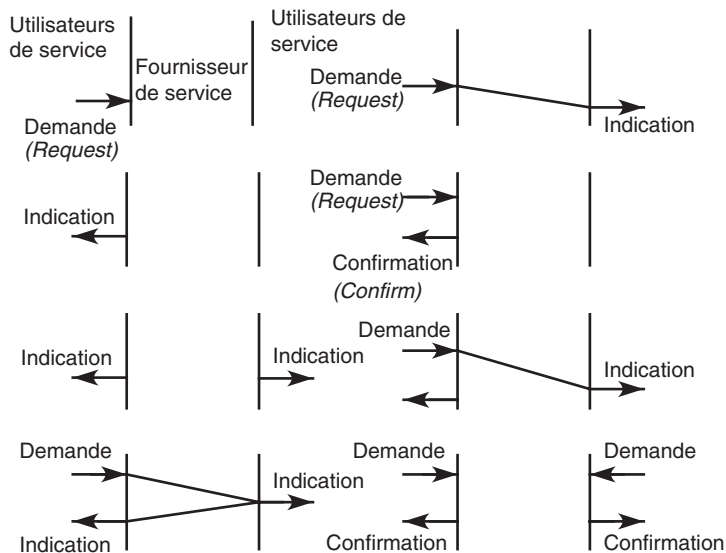 Utilisateurs
de service
Fournisseur
de service
Utilisateurs de
service
Demande
(Request)
Demande
(Request)
Indication
Indication
Demande
(Request)
Confirmation
(Confirm)
Indication
Indication
Demande
Indication
Demande
Indication
Indication
Demande
Confirmation
Demande
Confirmation